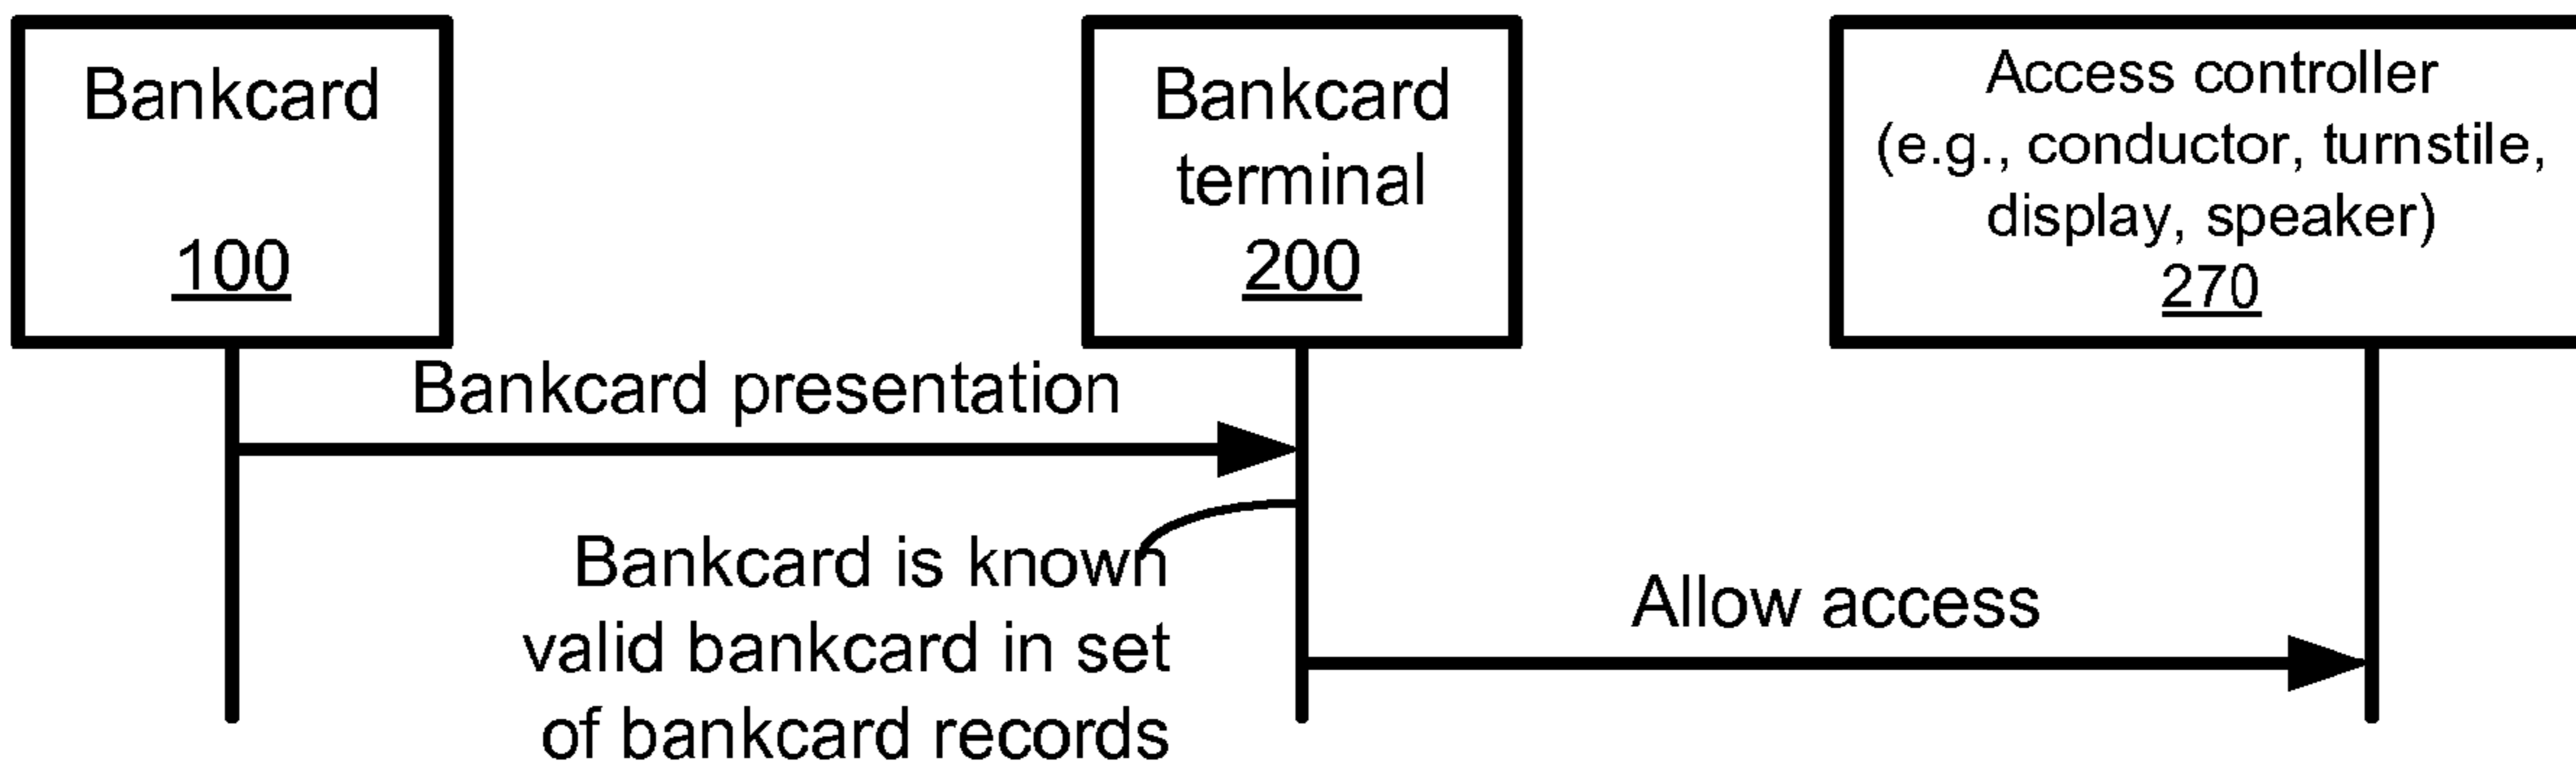 Bankcard
100
Bankcard
terminal
200
Access controller
(e.g., conductor, turnstile,
display, speaker)
270
Bankcard presentation
Bankcard is known
valid bankcard in set
of bankcard records
Allow access